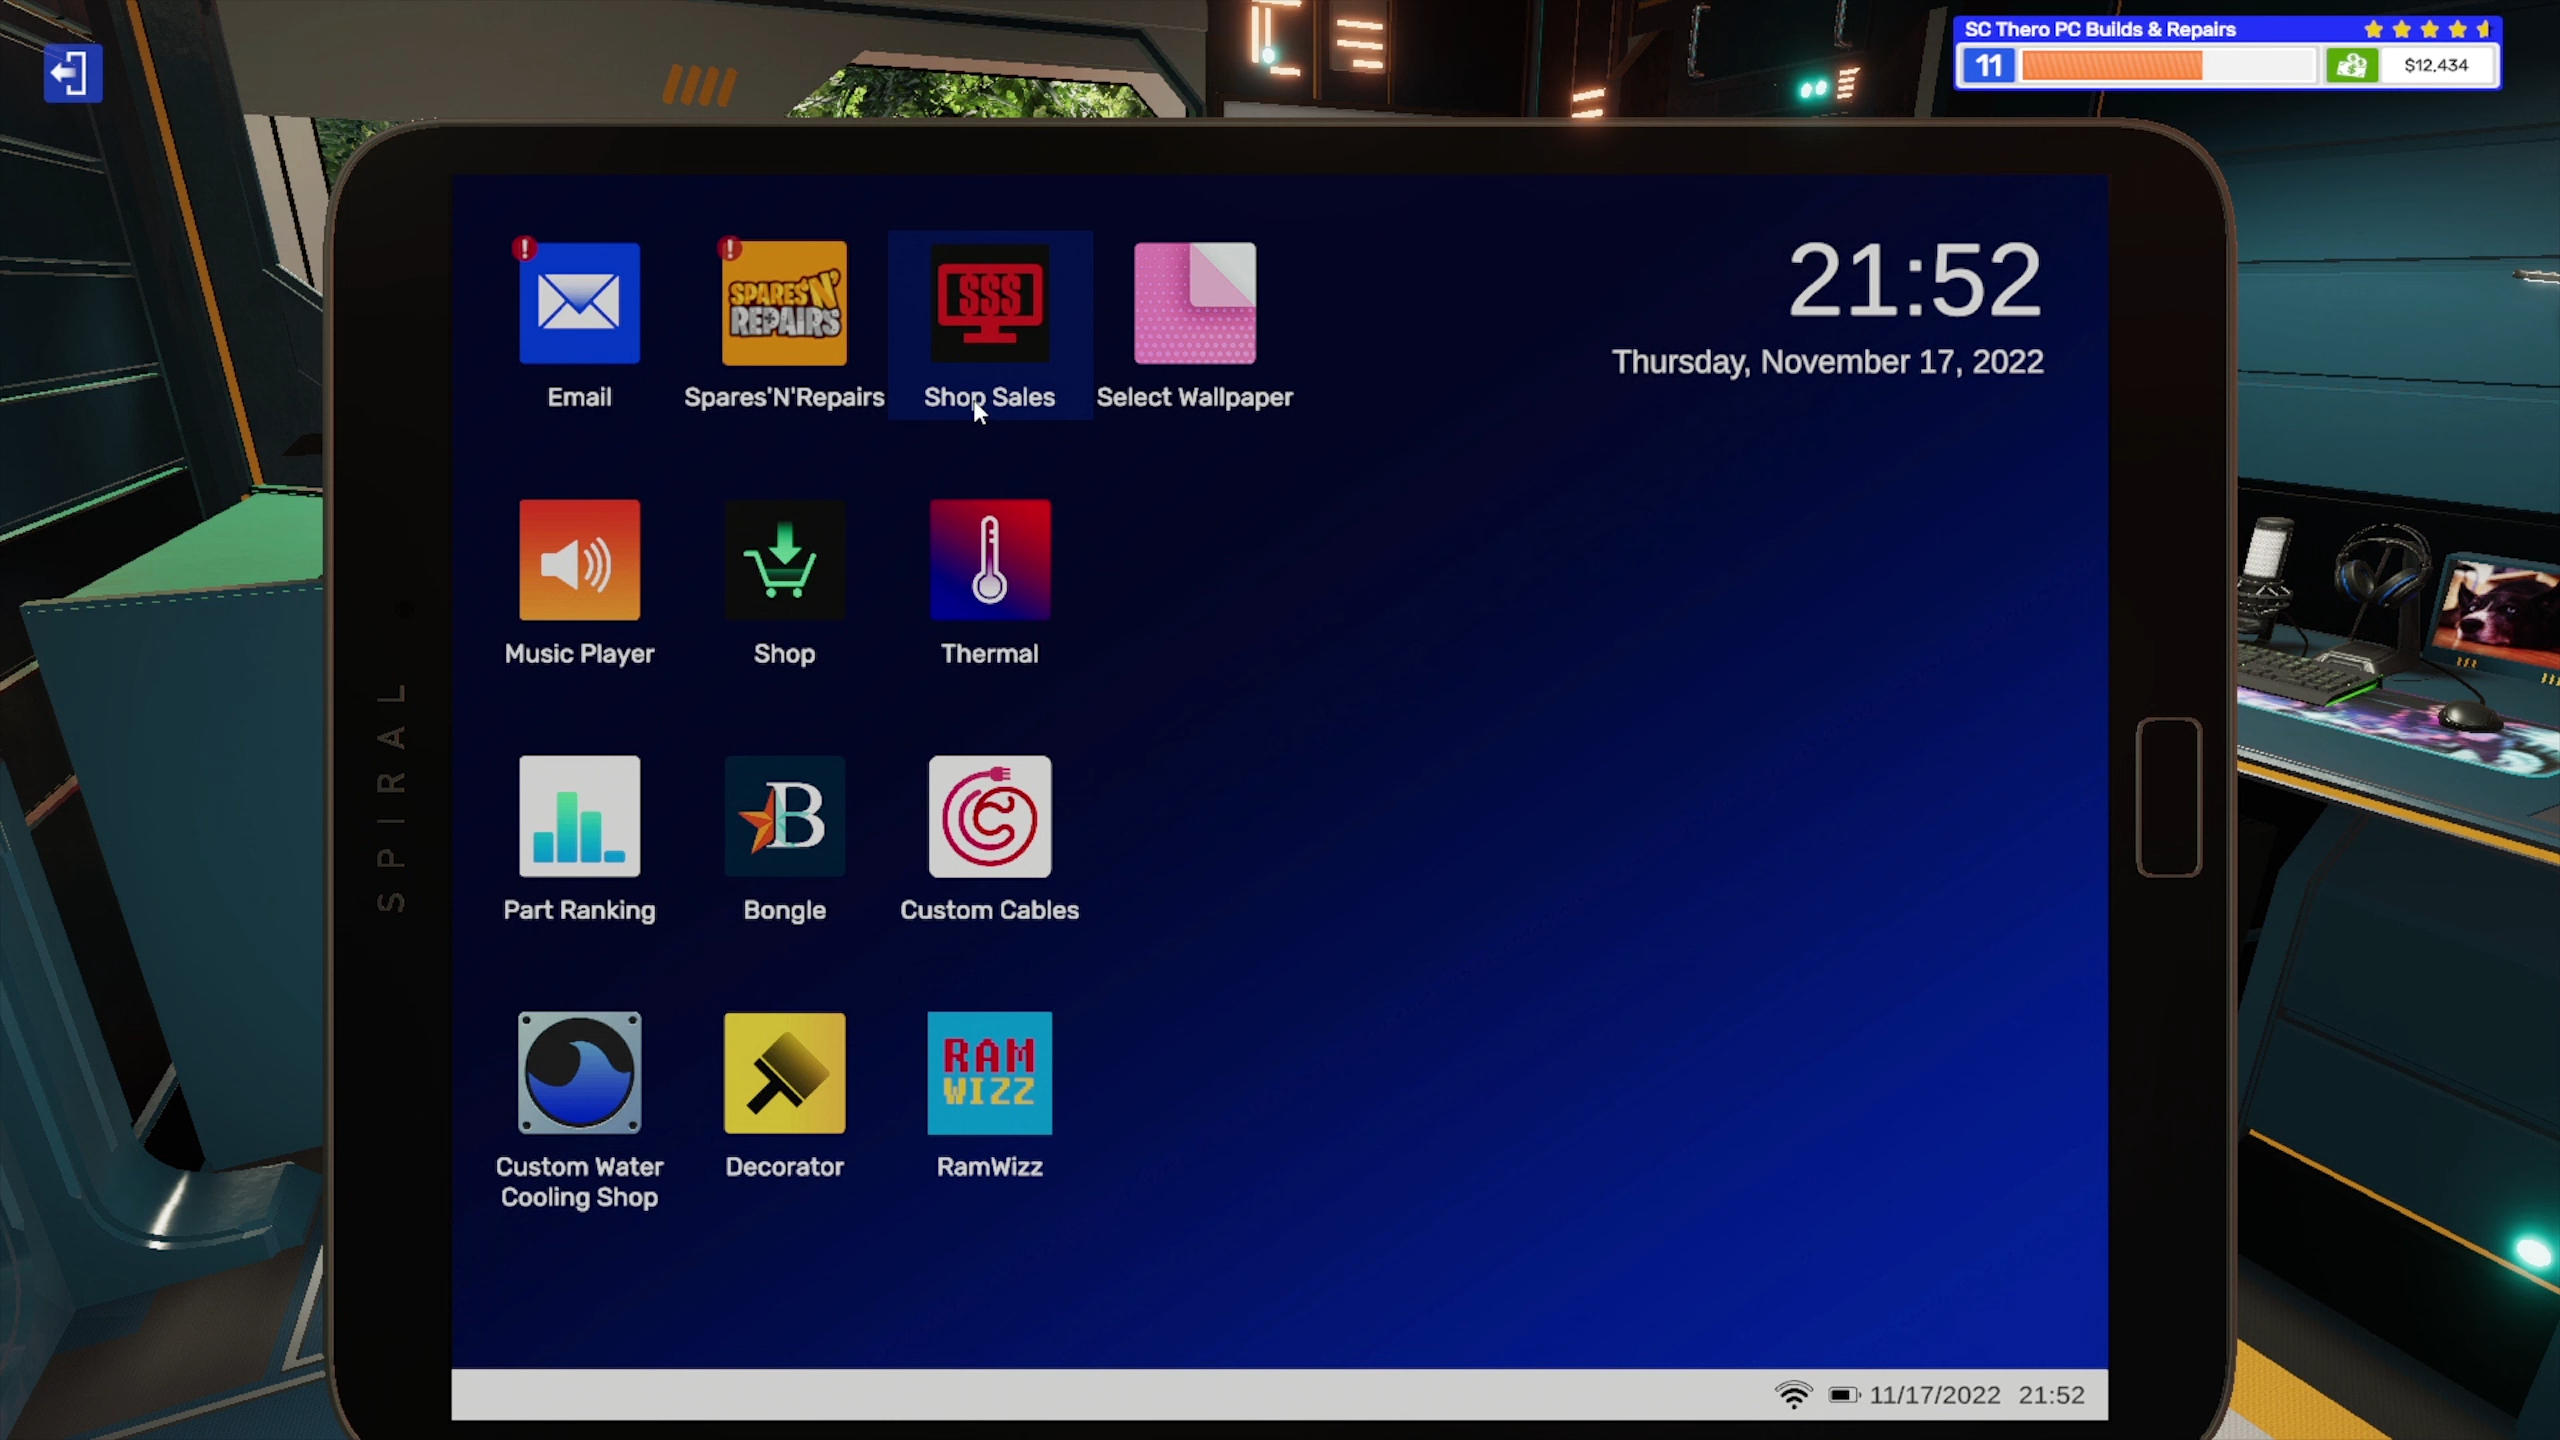 SC Thero PC Builds & Repairs
11
$12,434
21:52
Thursday, November 17, 2022
SSS
SPARES'N'
REPAIRS
Email
Spares'N'Repairs
Shop Sales
Select Wallpaper
Music Player
Shop
Thermal
B
C
Part Ranking
Bongle
Custom Cables
RAM
WIZZ
Custom Water
Cooling Shop
Decorator
RamWizz
SPIRAL
11/17/2022 21:52